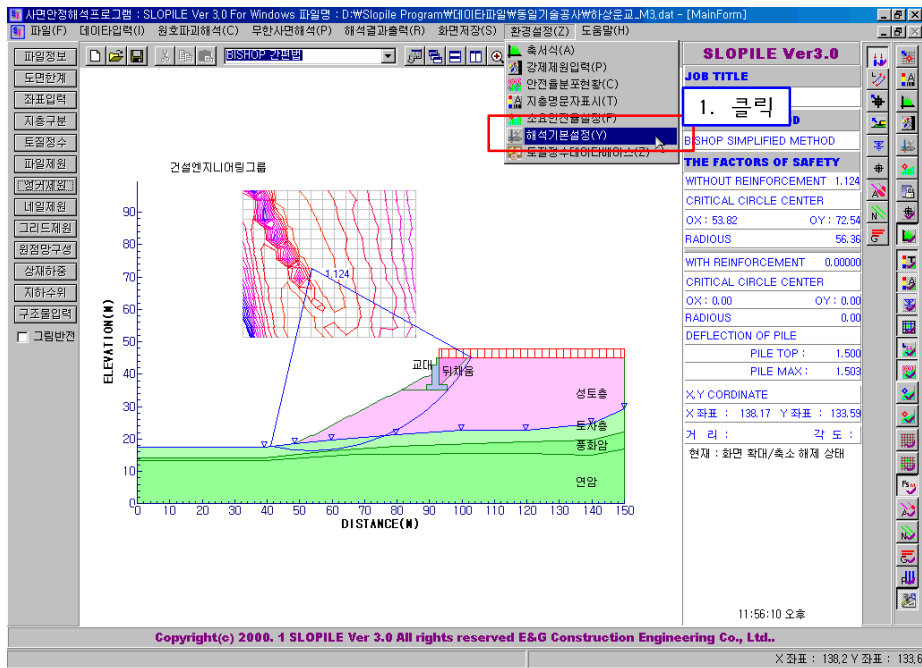 사면안정해석프로그램 : SLOPILE Ver 3,0 For Windows 파일명 : D:₩Slopile Program₩데이타파일₩동일기술공사₩하상운교_M3.dat - [MainForm]
파일(F) 데이타입력(I) 원호파괴해석(C) 무한사면해석(P) 해석결과출력(R) 화면저장(S) 환경설정(Z) 도움말(H)
파일정보
도면한계
좌표입력
지층구분
토질정수
파일제원
앵커제원
네일제원
그리드제원
원점망구성
상재하중
지하수위
구조물입력
그림반전
BISHOP 간편법
축서식(A)
강제제원입력(P)
안전율분포현황(C)
지층명문자표시(T)
소요안전율설정(F)
해석기본설정(Y)
토질정수데이타베이스(Z)
1. 클릭
건설엔지니어링그룹
1.124
교대
뒤채움
성토층
토사층
풍화암
연암
ELEVATION(M)
90
80
70
60
50
40
30
20
10
0
0 10 20 30 40 50 60 70 80 90 100 110 120 130 140 150
DISTANCE(M)
SLOPILE Ver3.0
JOB TITLE
D
BISHOP SIMPLIFIED METHOD
THE FACTORS OF SAFETY
WITHOUT REINFORCEMENT 1.124
CRITICAL CIRCLE CENTER
OX : 53.82 OY : 72.54
RADIOUS 56.36
WITH REINFORCEMENT 0.00000
CRITICAL CIRCLE CENTER
OX : 0.00 OY : 0.00
RADIOUS 0.00
DEFLECTION OF PILE
PILE TOP : 1.500
PILE MAX : 1.503
X,Y CORDINATE
X 좌표 : 138.17 Y 좌표 : 133.59
거 리 : 각 도 :
현재 : 화면 확대/축소 해제 상태
11:56:10 오후
Copyright(c) 2000. 1 SLOPILE Ver 3.0 All rights reserved E&G Construction Engineering Co., Ltd..
X 좌표 : 138,2 Y 좌표 : 133,6